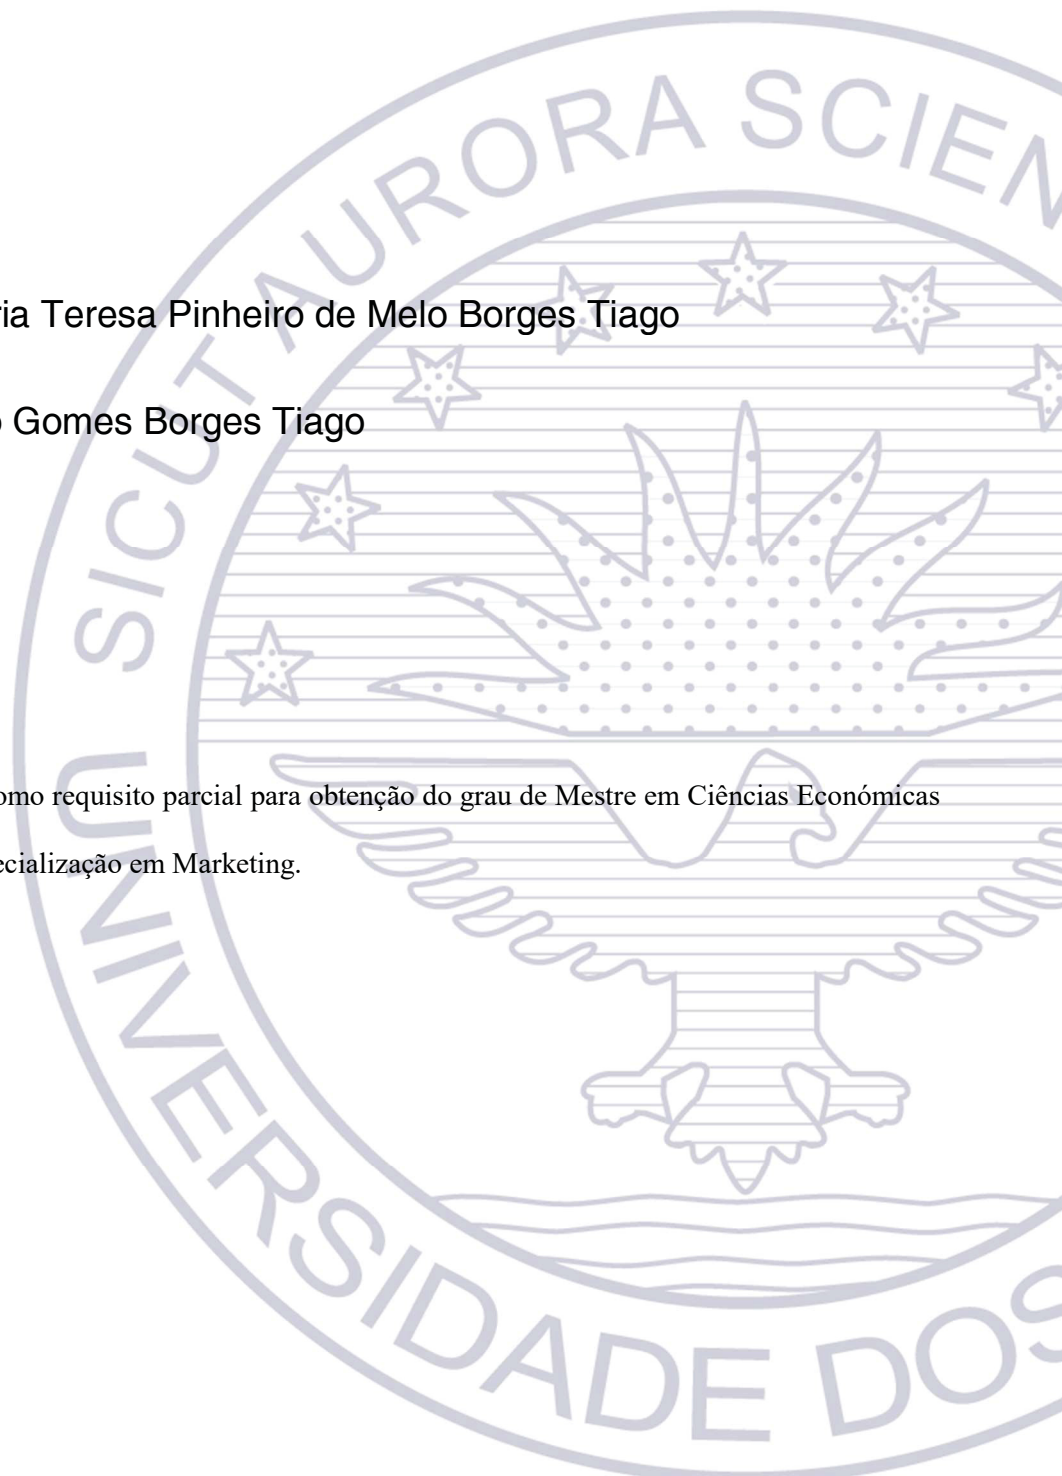 SICUT AURORA SCIEN
ria Teresa Pinheiro de Melo Borges Tiago
o Gomes Borges Tiago
omo requisito parcial para obtenção do grau de Mestre em Ciências Económicas
ecialização em Marketing.
UNIVERSIDADE DOS